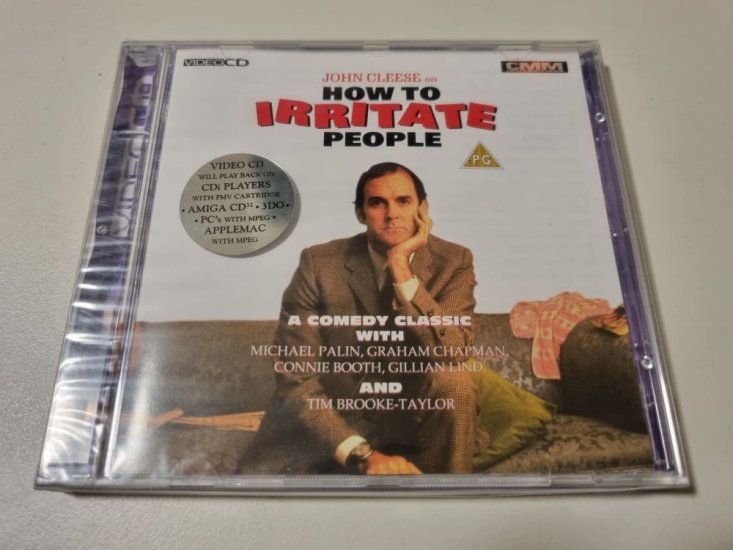 VIDEO CD
CMM
JOHN CLEESE on
HOW TO
IRRITATE
PEOPLE
PG
VIDEO CD
WILL PLAY BACK ON
CDi PLAYERS
WITH FMV CARTRIDGE
• AMIGA CD³² • 3DO •
• PC's WITH MPEG •
APPLEMAC
WITH MPEG
A COMEDY CLASSIC
WITH
MICHAEL PALIN, GRAHAM CHAPMAN,
CONNIE BOOTH, GILLIAN LIND,
AND
TIM BROOKE-TAYLOR
VIDEO CD